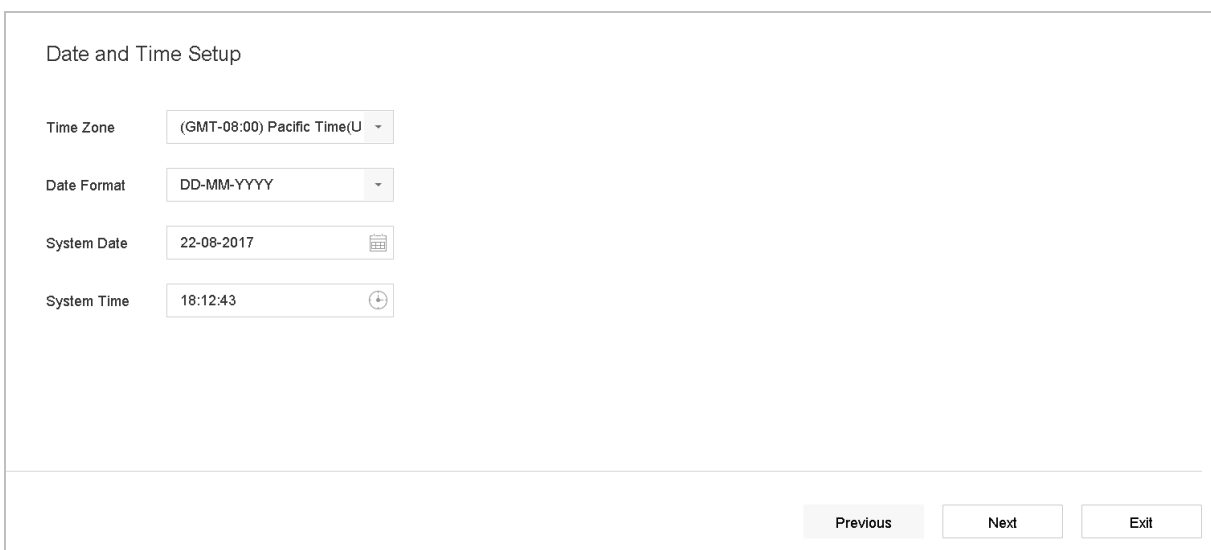 Date and Time Setup
Time Zone (GMT-08:00) Pacific Time(U
Date Format DD-MM-YYYY
System Date 22-08-2017
System Time 18:12:43
Previous Next Exit